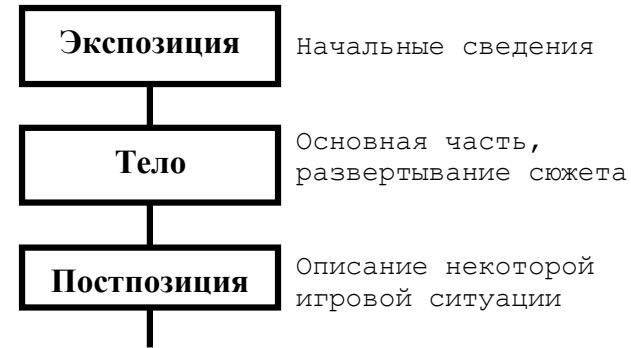 Экспозиция
Начальные сведения
Тело
Основная часть,
развертывание сюжета
Постпозиция
Описание некоторой
игровой ситуации